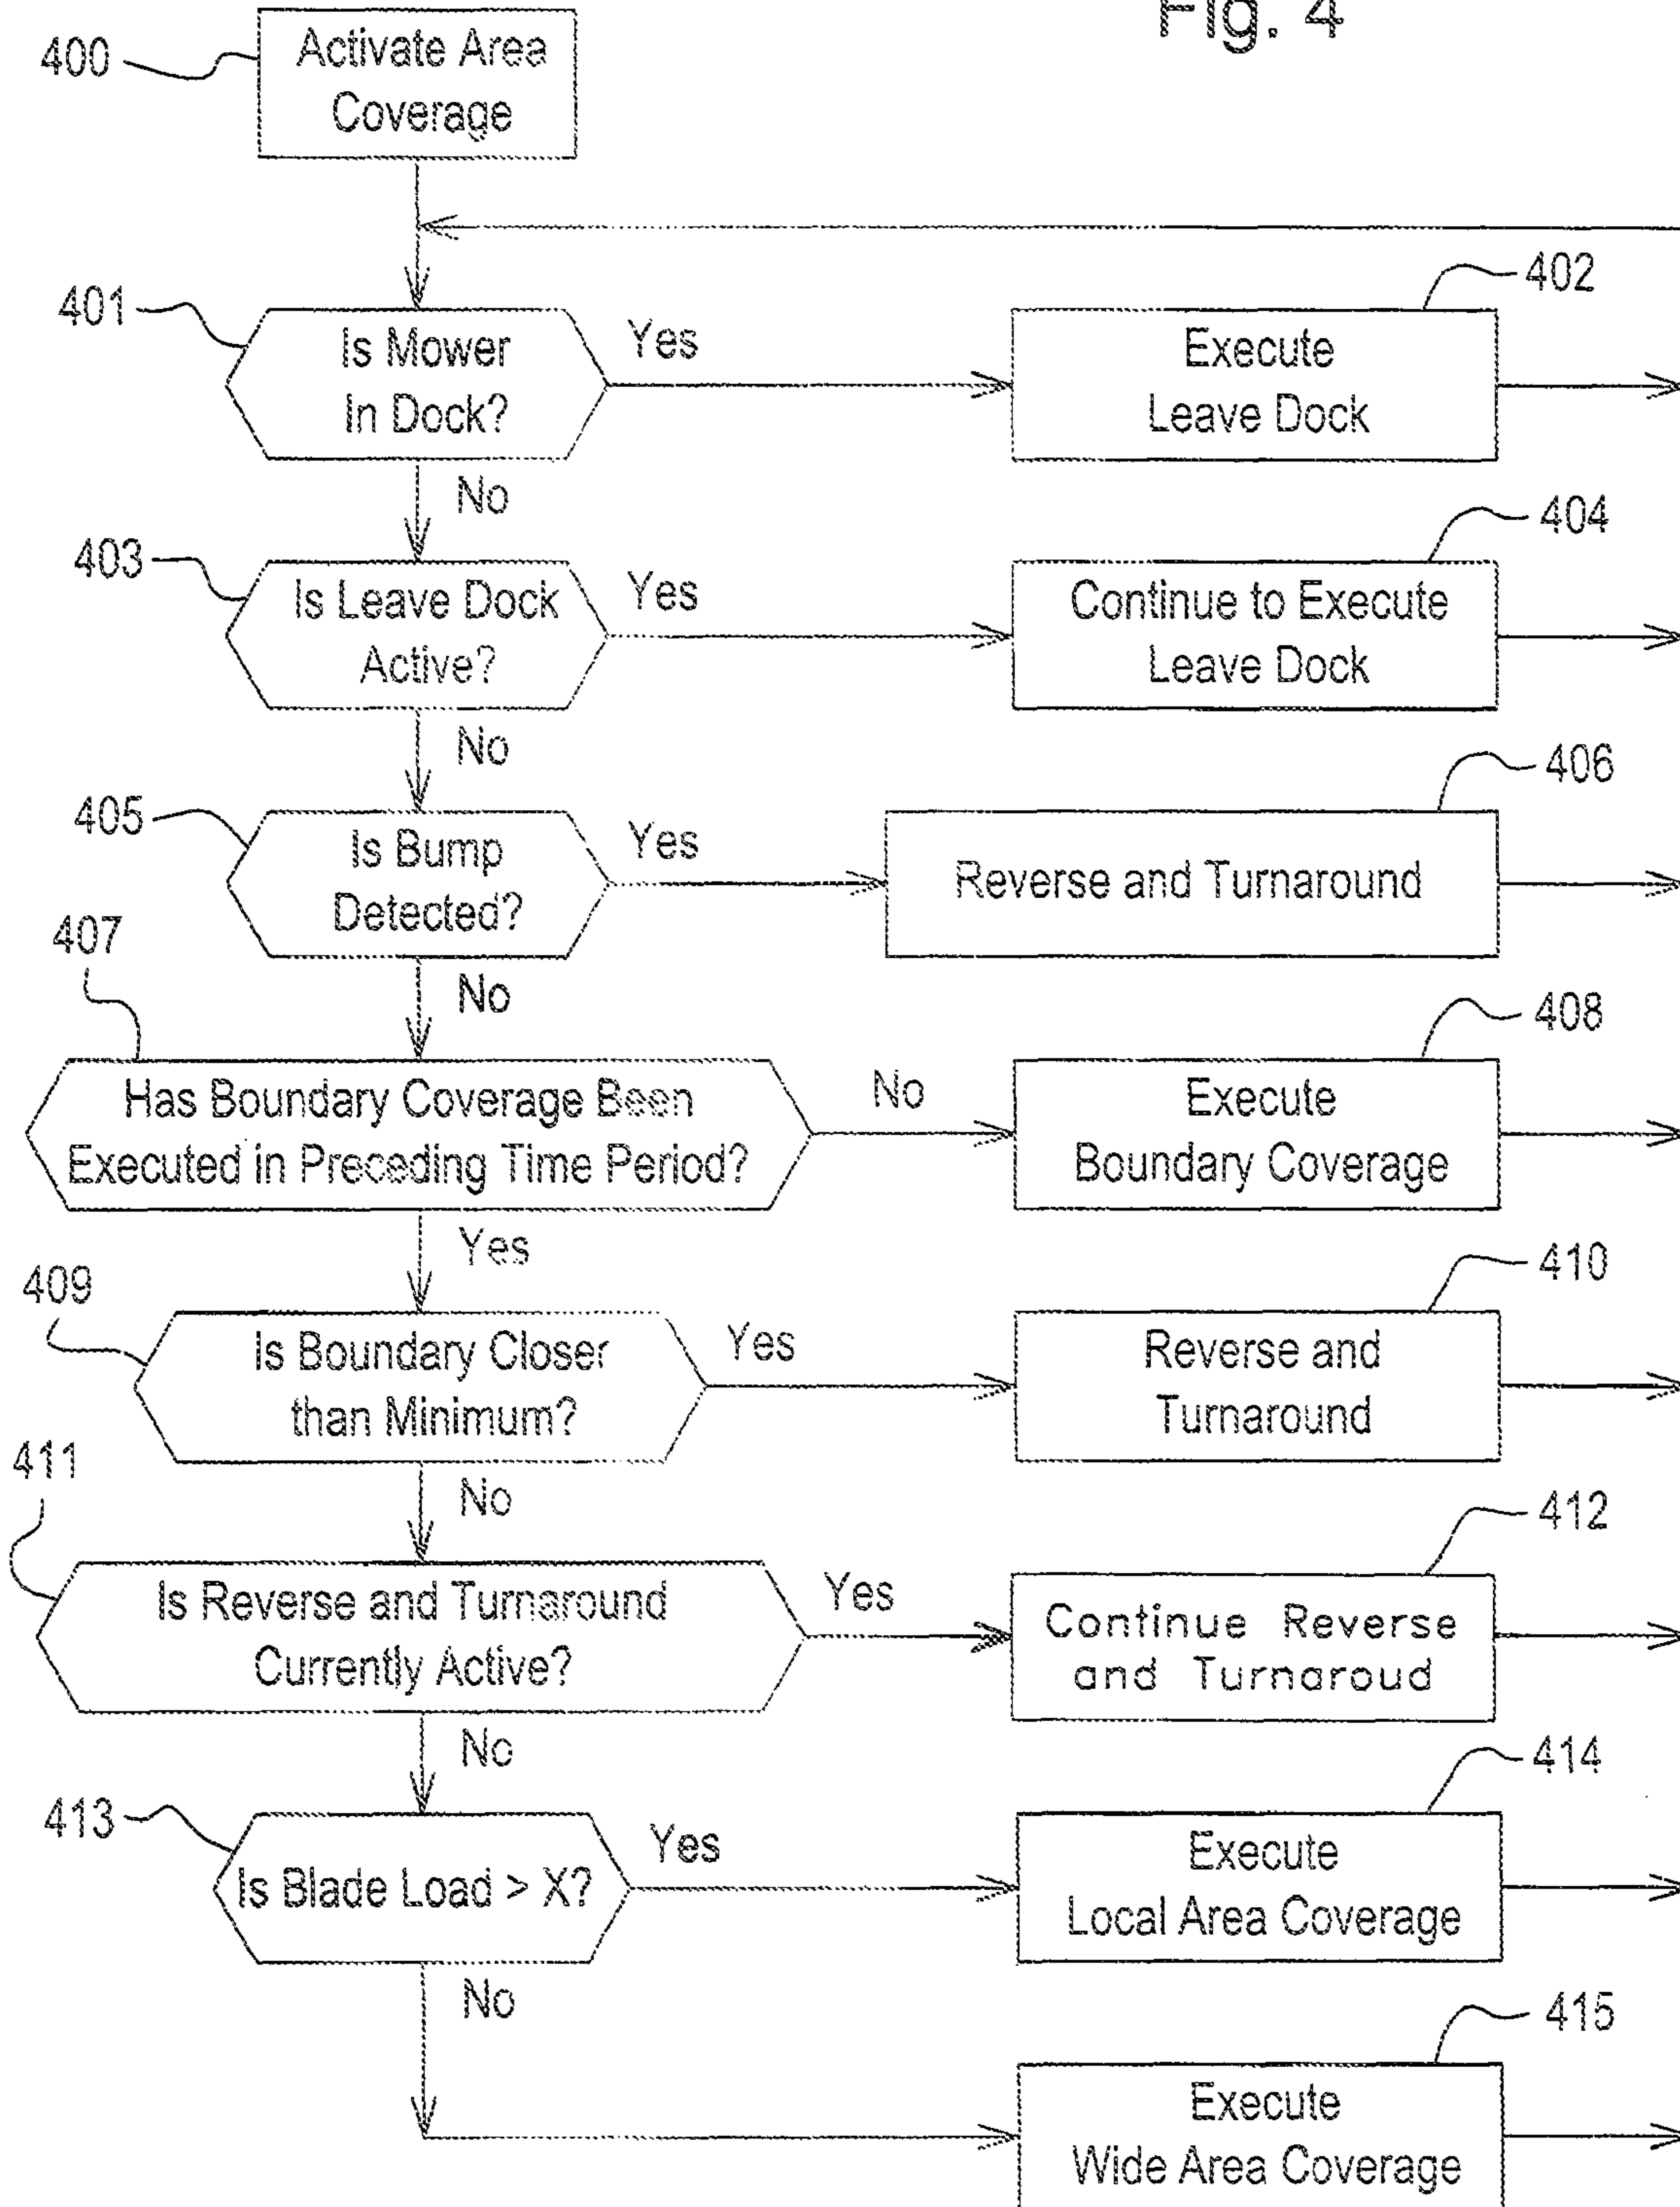 Fig. 4
400
Activate Area
Coverage
401
Is Mower
In Dock?
Yes
402
Execute
Leave Dock
No
403
Is Leave Dock
Active?
Yes
404
Continue to Execute
Leave Dock
No
405
Is Bump
Detected?
Yes
406
Reverse and Turnaround
No
407
Has Boundary Coverage Been
Executed in Preceding Time Period?
No
408
Execute
Boundary Coverage
Yes
409
Is Boundary Closer
than Minimum?
Yes
410
Reverse and
Turnaround
No
411
Is Reverse and Turnaround
Currently Active?
Yes
412
Continue Reverse
and Turnaroud
No
413
Is Blade Load > X?
Yes
414
Execute
Local Area Coverage
No
415
Execute
Wide Area Coverage